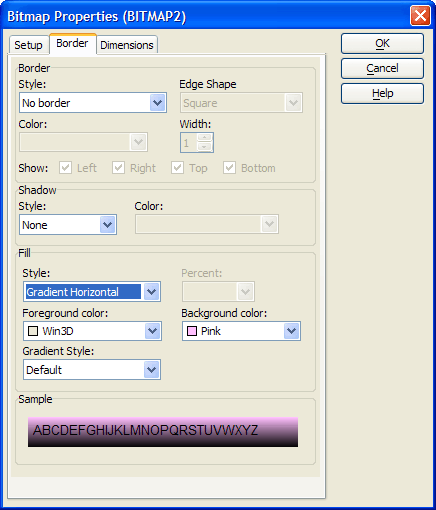 Bitmap Properties (BITMAP2)
Setup Border Dimensions
OK
Cancel
Help
Border
Style: Edge Shape
No border Square
Color: Width:
1
Show: Left Right Top Bottom
Shadow
Style: Color:
None
Fill
Style: Percent:
Gradient Horizontal
Foreground color: Background color:
Win3D Pink
Gradient Style:
Default
Sample
ABCDEFGHIJKLMNOPQRSTUVWXYZ